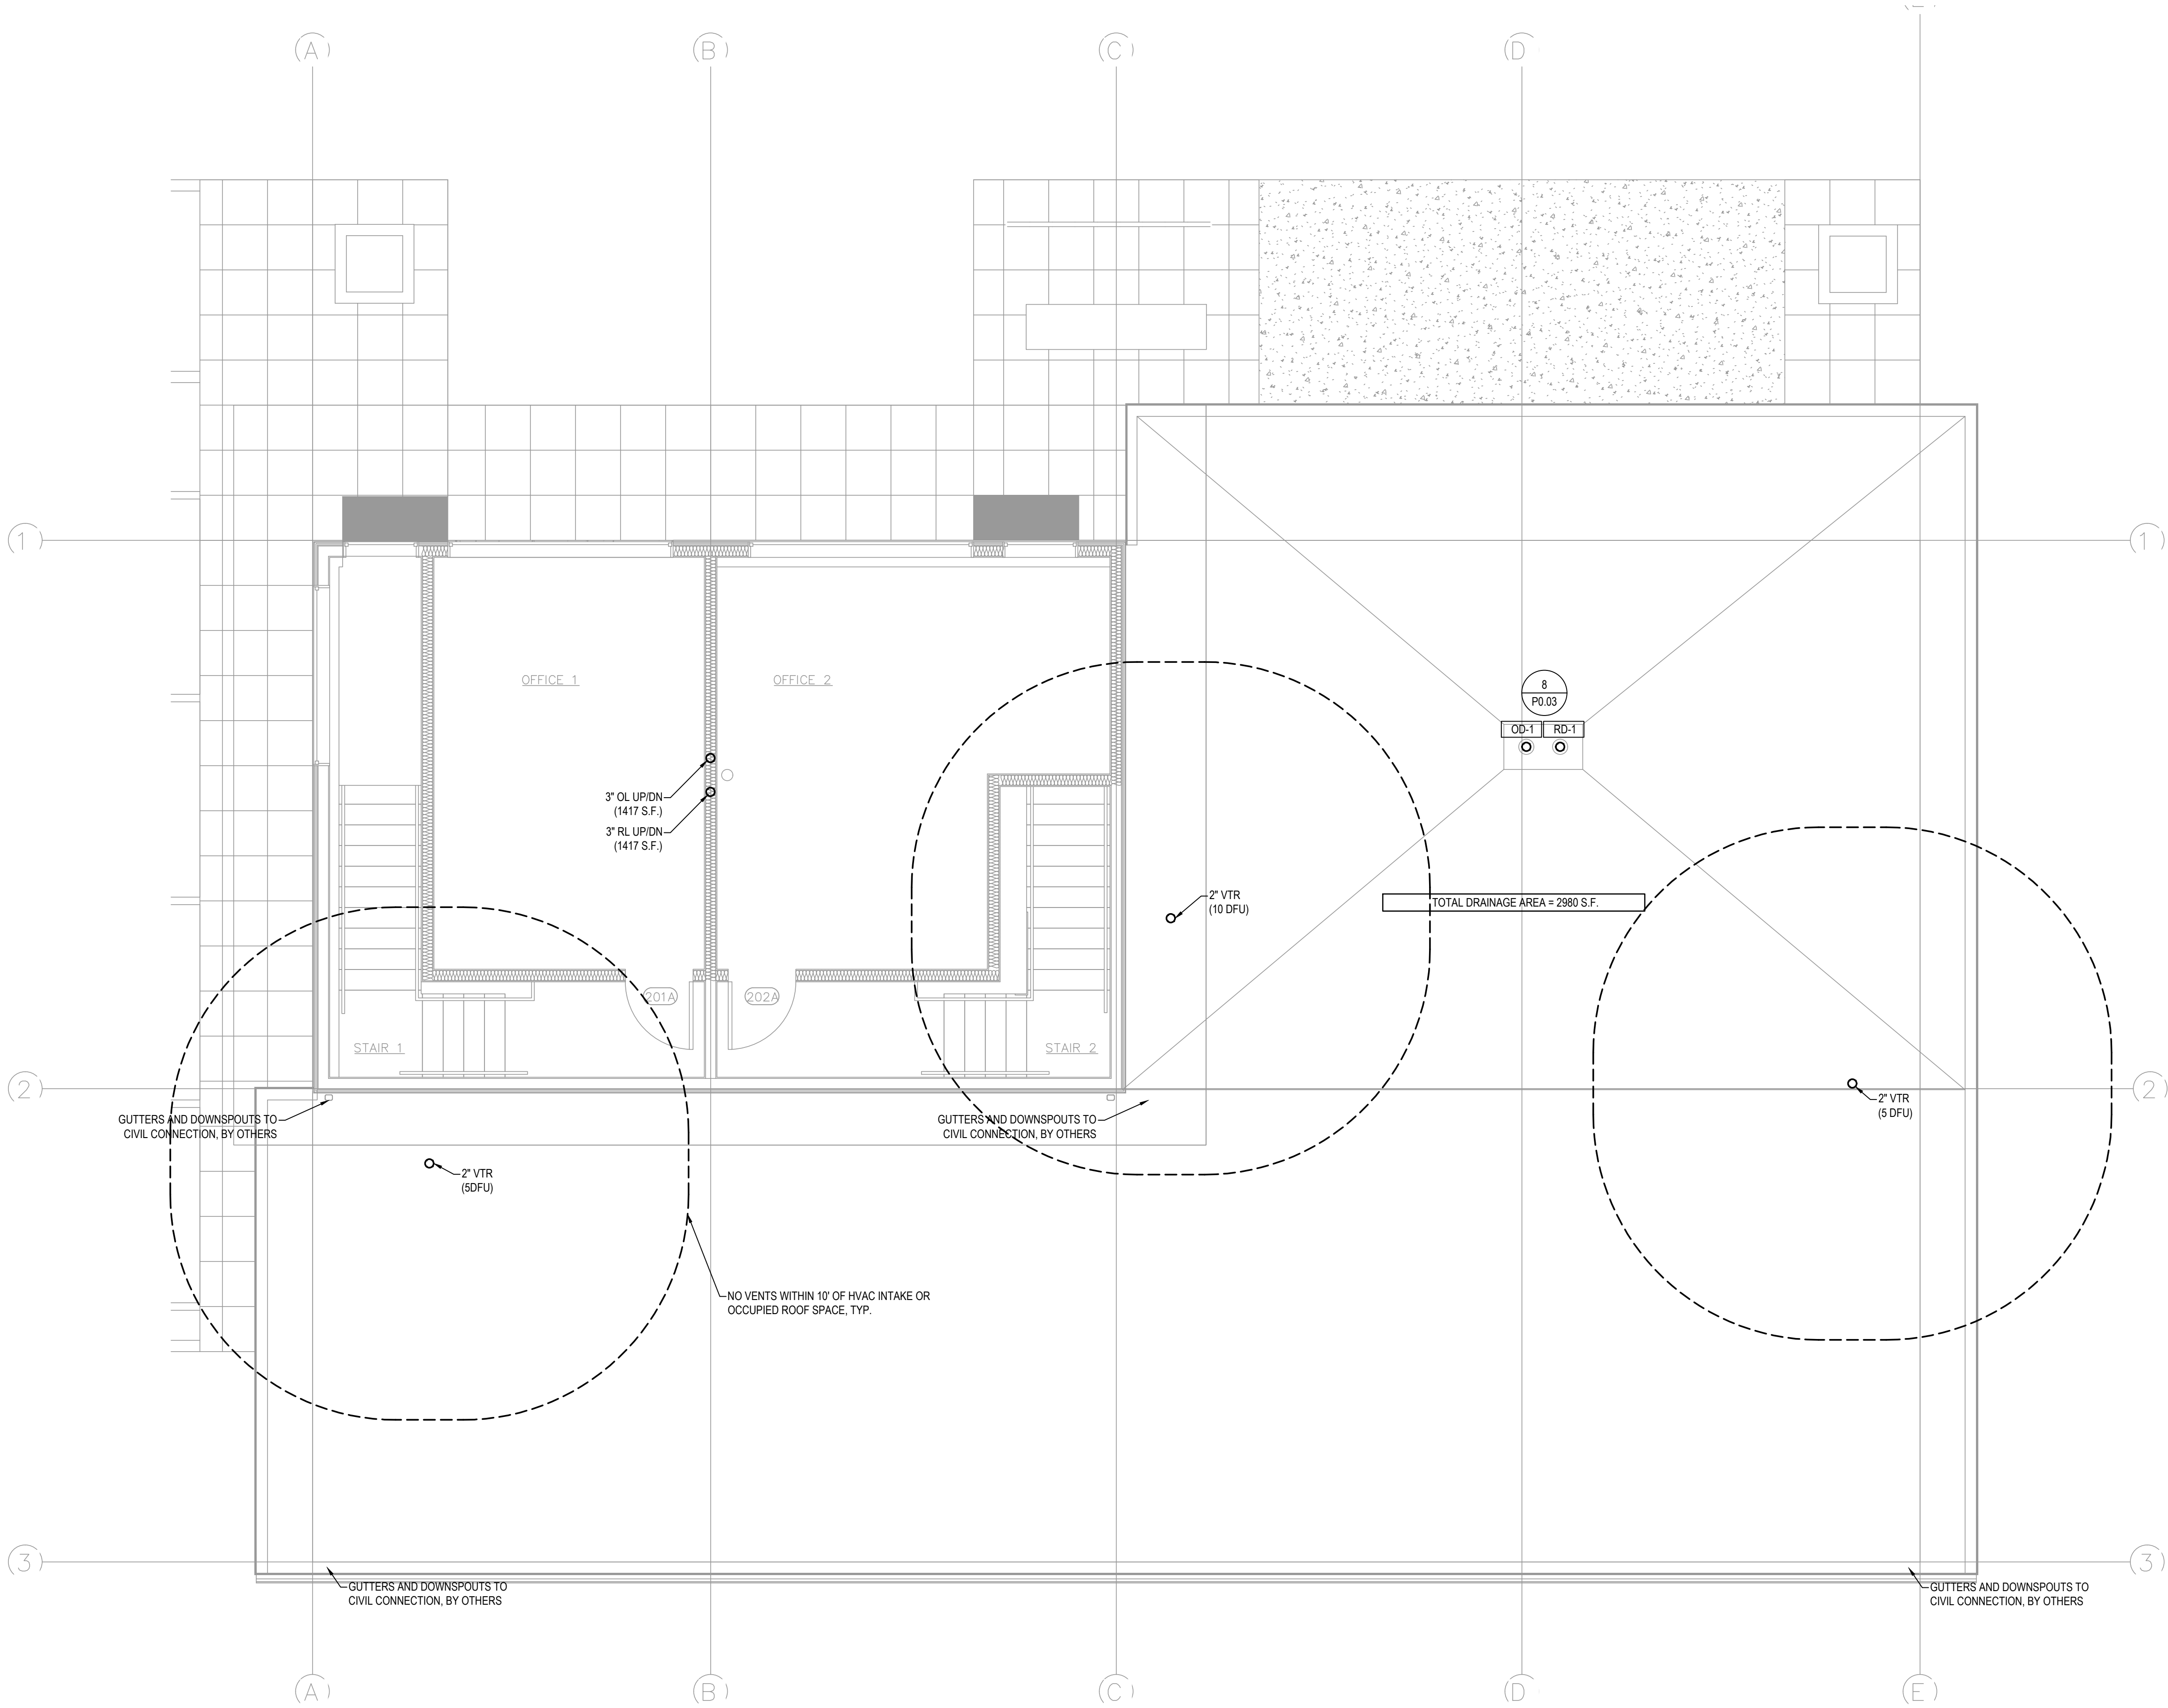 A
B
C
D
1
1
OFFICE 1
OFFICE 2
8
P0.03
OD-1
RD-1
3" OL UP/DN
(1417 S.F.)
3" RL UP/DN
(1417 S.F.)
2" VTR
(10 DFU)
TOTAL DRAINAGE AREA = 2980 S.F.
201A
202A
STAIR 1
STAIR 2
2
2
GUTTERS AND DOWNSPOUTS TO
CIVIL CONNECTION, BY OTHERS
GUTTERS AND DOWNSPOUTS TO
CIVIL CONNECTION, BY OTHERS
2" VTR
(5 DFU)
2" VTR
(5DFU)
NO VENTS WITHIN 10' OF HVAC INTAKE OR
OCCUPIED ROOF SPACE, TYP.
3
3
GUTTERS AND DOWNSPOUTS TO
CIVIL CONNECTION, BY OTHERS
GUTTERS AND DOWNSPOUTS TO
CIVIL CONNECTION, BY OTHERS
A
B
C
D
E